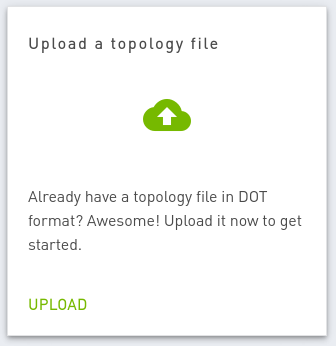 Upload a topology file
Already have a topology file in DOT
format? Awesome! Upload it now to get
started.
UPLOAD